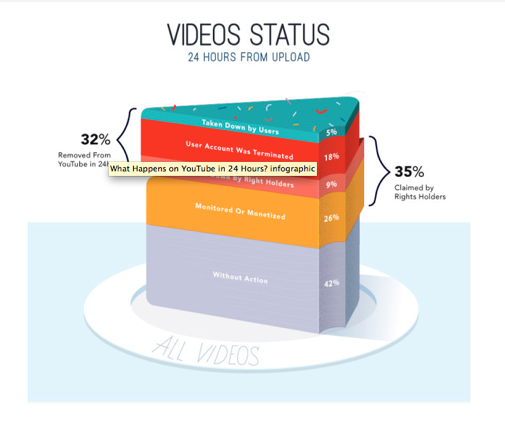 VIDEOS STATUS
24 HOURS FROM UPLOAD
Taken Down by Users
5%
32%
Removed From
YouTube in 24
User Account Was Terminated
18%
What Happens on YouTube in 24 Hours? infographic
By Right Holders
9%
35%
Claimed by
Rights Holders
Monitored Or Monetized
26%
Without Action
42%
ALL VIDEOS